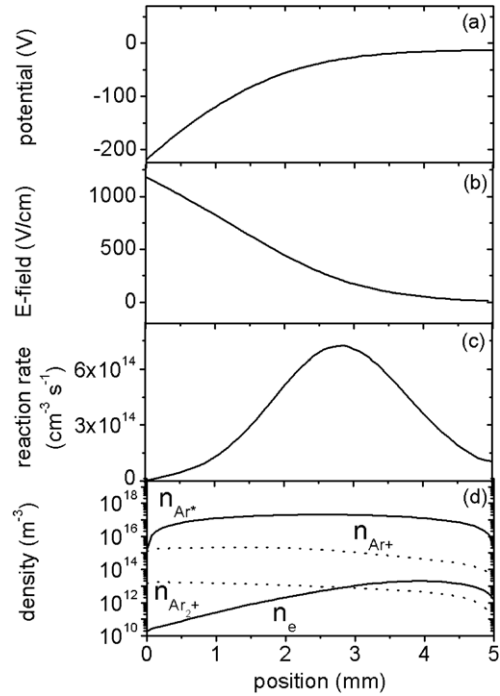 (a)
potential (V)
0
-100
-200
(b)
E-field (V/cm)
1000
500
0
(c)
reaction rate
(cm⁻³ s⁻¹)
6x10¹⁴
3x10¹⁴
0
(d)
density (m⁻³)
10¹⁸
10¹⁶
10¹⁴
10¹²
10¹⁰
n_Ar*
n_Ar+
n_Ar₂+
n_e
0 1 2 3 4 5
position (mm)